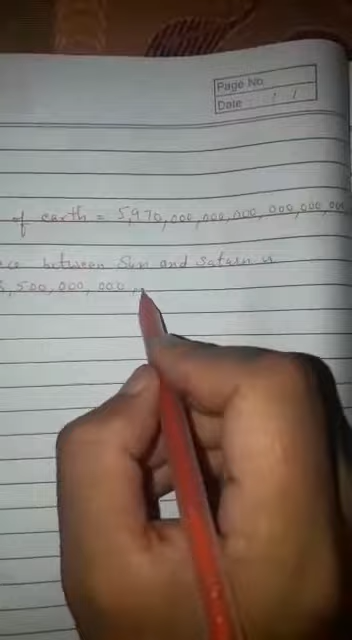 Page No.
Date / /
of earth = 5,970,000,000,000,000,000,000
between Sun and Saturn is
,500,000,000,